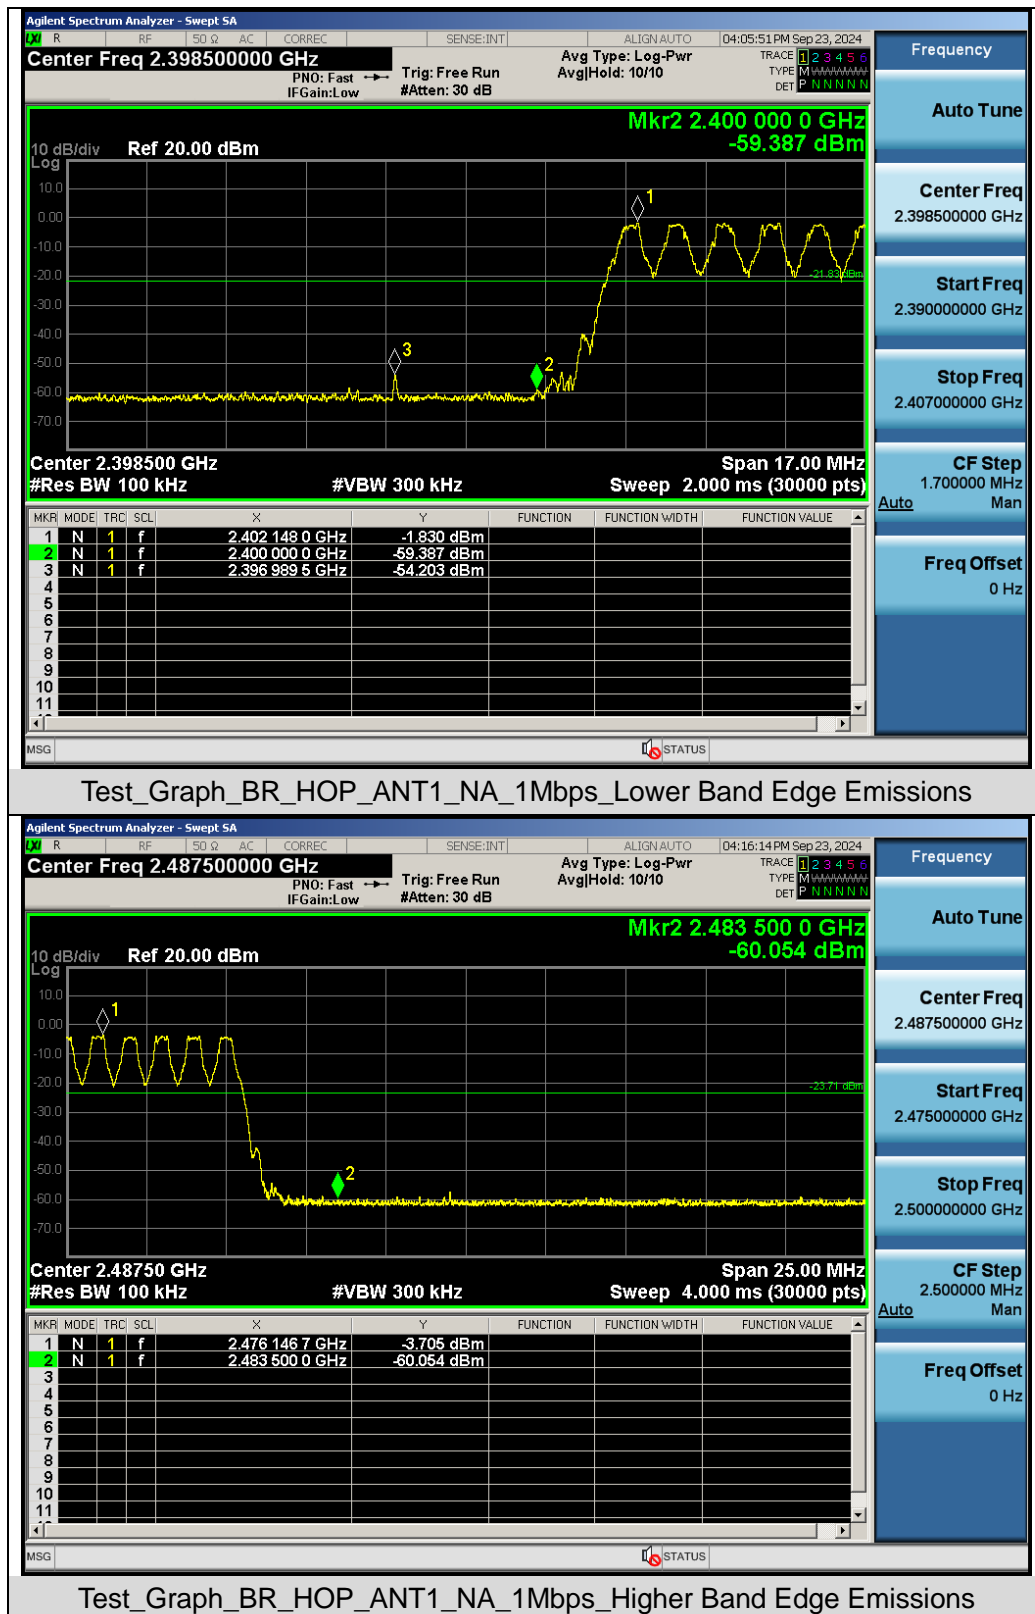 Agilent Spectrum Analyzer - Swept SA
LXI R RF 50 Ω AC CORREC SENSE:INT ALIGN AUTO 04:05:51 PM Sep 23, 2024
Center Freq 2.398500000 GHz
PNO: Fast
IFGain:Low
Trig: Free Run
#Atten: 30 dB
Avg Type: Log-Pwr
Avg|Hold: 10/10
TRACE 1 2 3 4 5 6
TYPE M WWWWW
DET P N N N N N
Mkr2 2.400 000 0 GHz
-59.387 dBm
10 dB/div
Log
Ref 20.00 dBm
10.0
0.00
-10.0
-20.0
-30.0
-40.0
-50.0
-60.0
-70.0
1
2
3
-21.83 dBm
Center 2.398500 GHz Span 17.00 MHz
#Res BW 100 kHz #VBW 300 kHz Sweep 2.000 ms (30000 pts)
MKR MODE TRC SCL X Y FUNCTION FUNCTION WIDTH FUNCTION VALUE
1 N 1 f 2.402 148 0 GHz -1.830 dBm
2 N 1 f 2.400 000 0 GHz -59.387 dBm
3 N 1 f 2.396 989 5 GHz -54.203 dBm
4
5
6
7
8
9
10
11
MSG STATUS
Frequency
Auto Tune
Center Freq
2.398500000 GHz
Start Freq
2.390000000 GHz
Stop Freq
2.407000000 GHz
CF Step
1.700000 MHz
Auto Man
Freq Offset
0 Hz
Test_Graph_BR_HOP_ANT1_NA_1Mbps_Lower Band Edge Emissions
Agilent Spectrum Analyzer - Swept SA
LXI R RF 50 Ω AC CORREC SENSE:INT ALIGN AUTO 04:16:14 PM Sep 23, 2024
Center Freq 2.487500000 GHz
PNO: Fast
IFGain:Low
Trig: Free Run
#Atten: 30 dB
Avg Type: Log-Pwr
Avg|Hold: 10/10
TRACE 1 2 3 4 5 6
TYPE M WWWWW
DET P N N N N N
Mkr2 2.483 500 0 GHz
-60.054 dBm
10 dB/div
Log
Ref 20.00 dBm
10.0
0.00
-10.0
-20.0
-30.0
-40.0
-50.0
-60.0
-70.0
1
2
-23.71 dBm
Center 2.48750 GHz Span 25.00 MHz
#Res BW 100 kHz #VBW 300 kHz Sweep 4.000 ms (30000 pts)
MKR MODE TRC SCL X Y FUNCTION FUNCTION WIDTH FUNCTION VALUE
1 N 1 f 2.476 146 7 GHz -3.705 dBm
2 N 1 f 2.483 500 0 GHz -60.054 dBm
3
4
5
6
7
8
9
10
11
MSG STATUS
Frequency
Auto Tune
Center Freq
2.487500000 GHz
Start Freq
2.475000000 GHz
Stop Freq
2.500000000 GHz
CF Step
2.500000 MHz
Auto Man
Freq Offset
0 Hz
Test_Graph_BR_HOP_ANT1_NA_1Mbps_Higher Band Edge Emissions